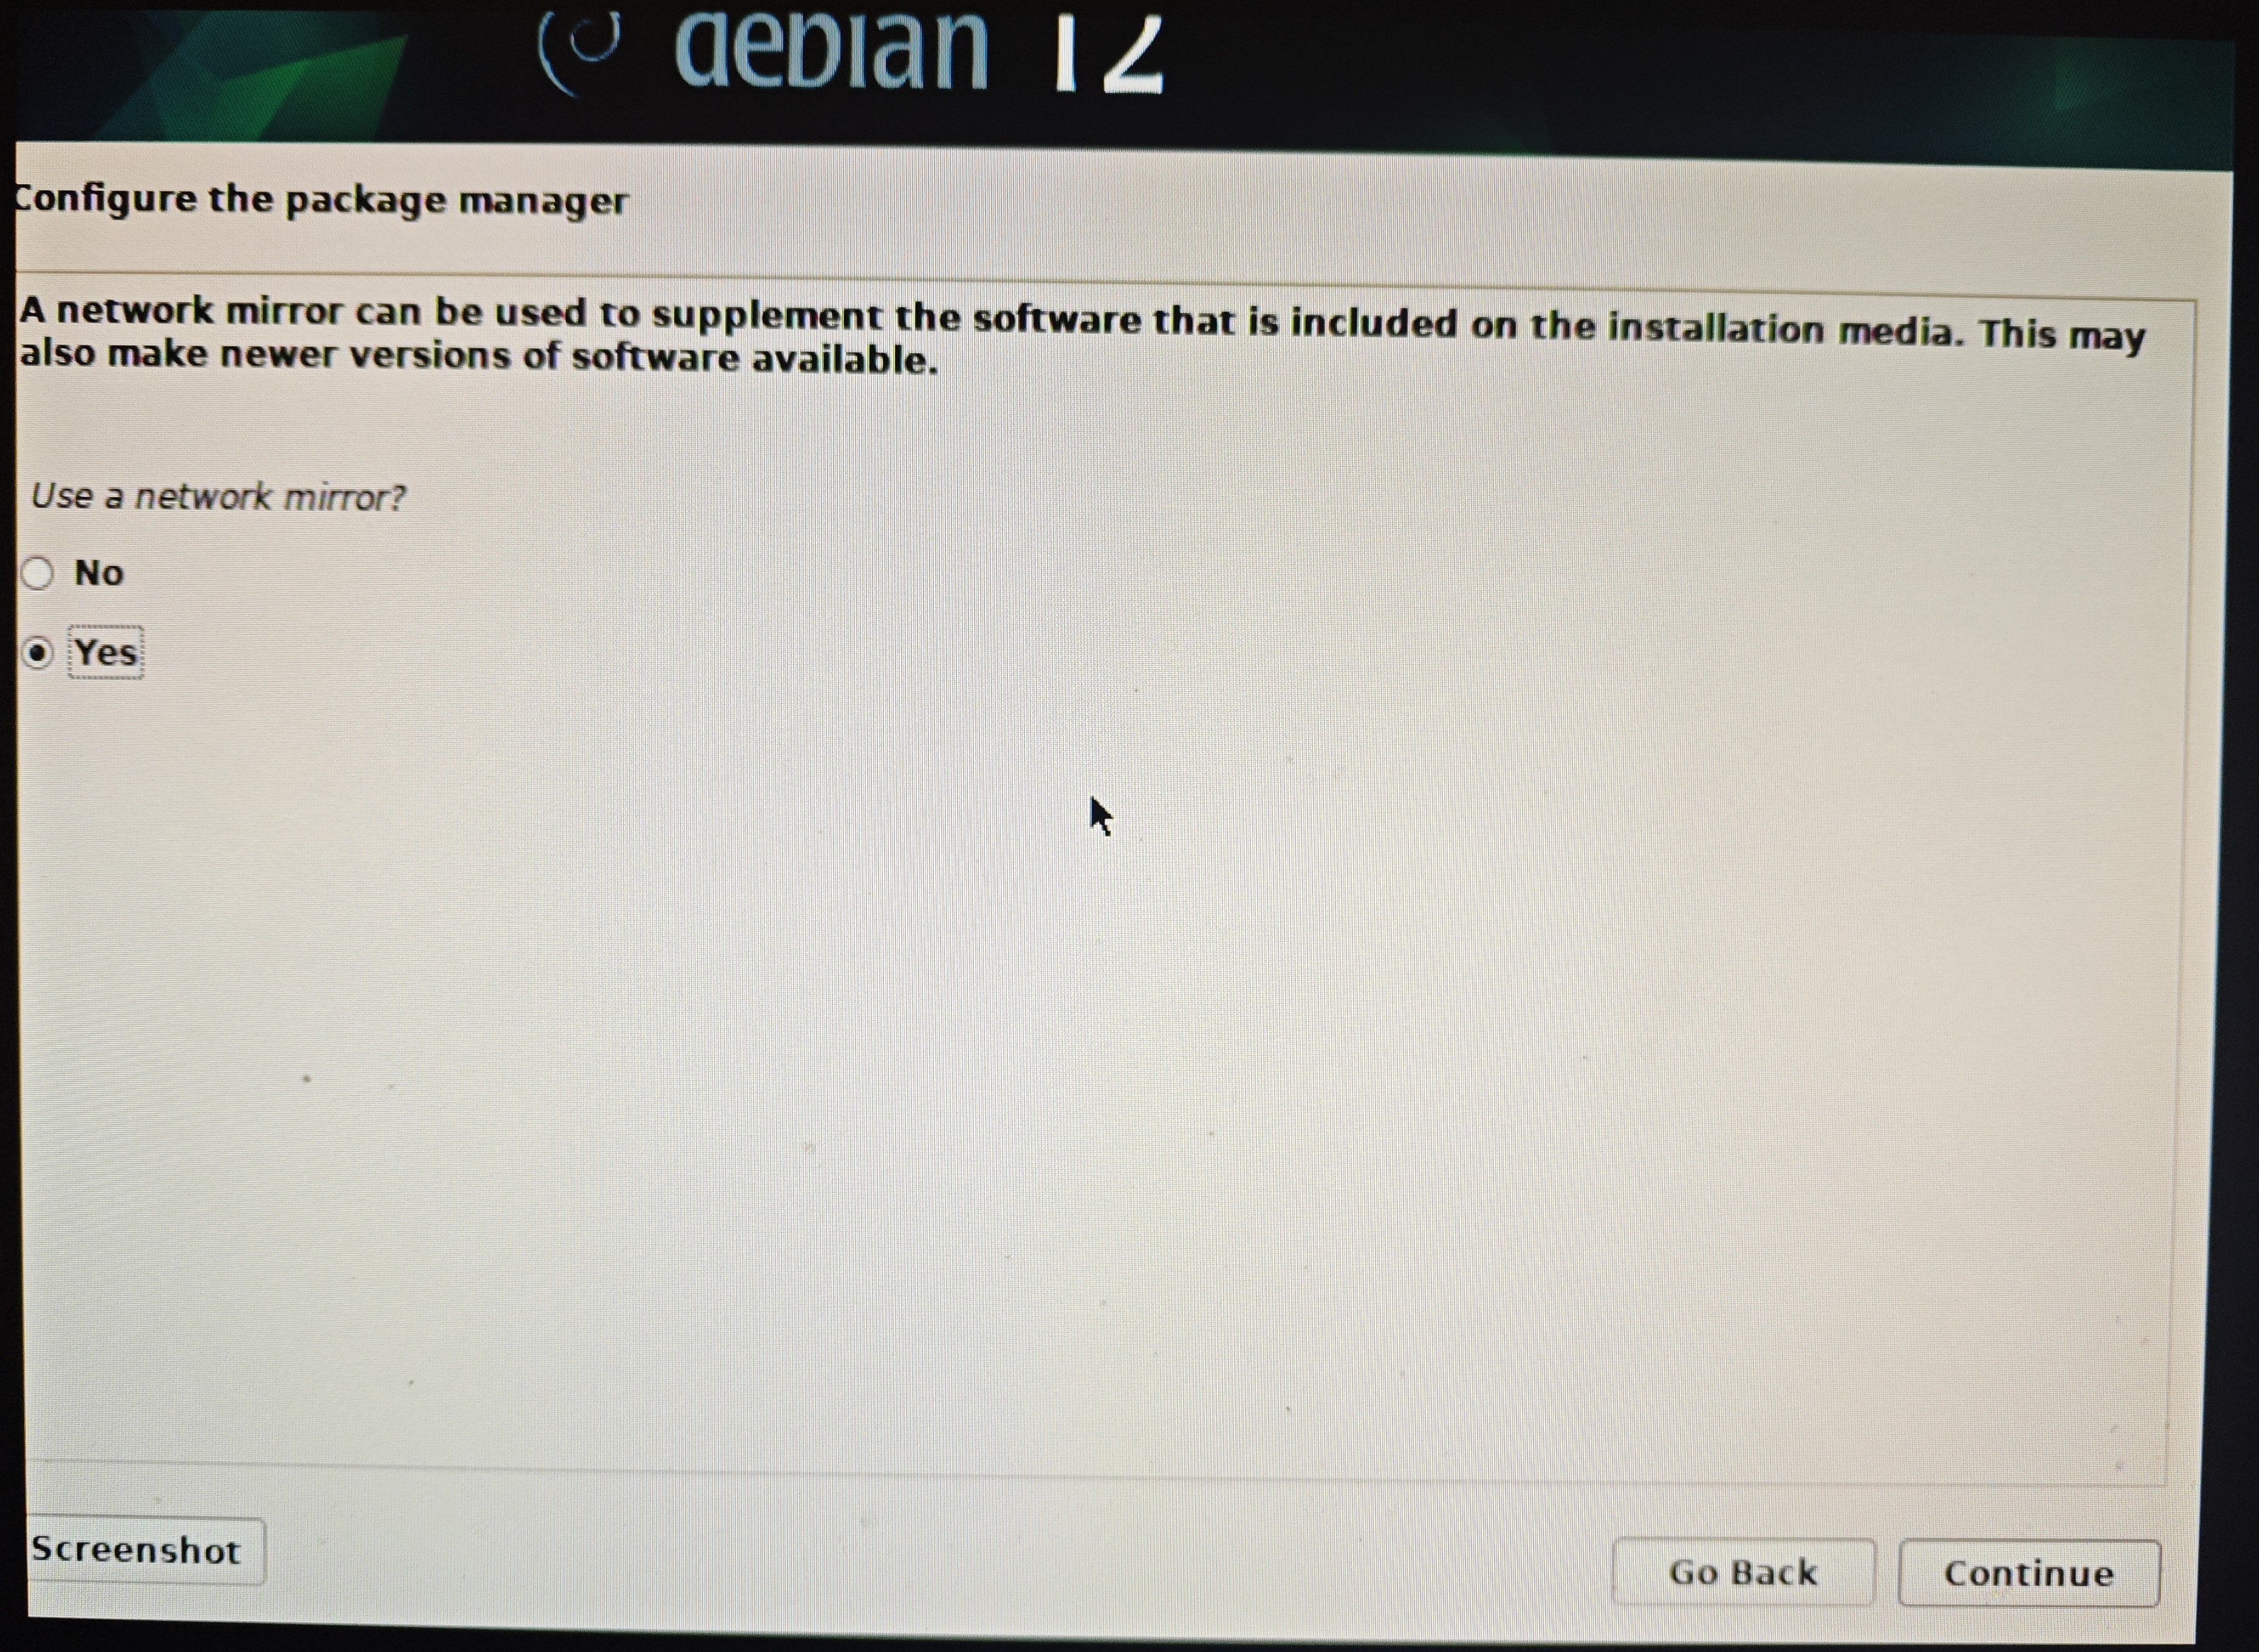 debian 12
Configure the package manager
A network mirror can be used to supplement the software that is included on the installation media. This may
also make newer versions of software available.
Use a network mirror?
No
Yes
Screenshot
Go Back
Continue